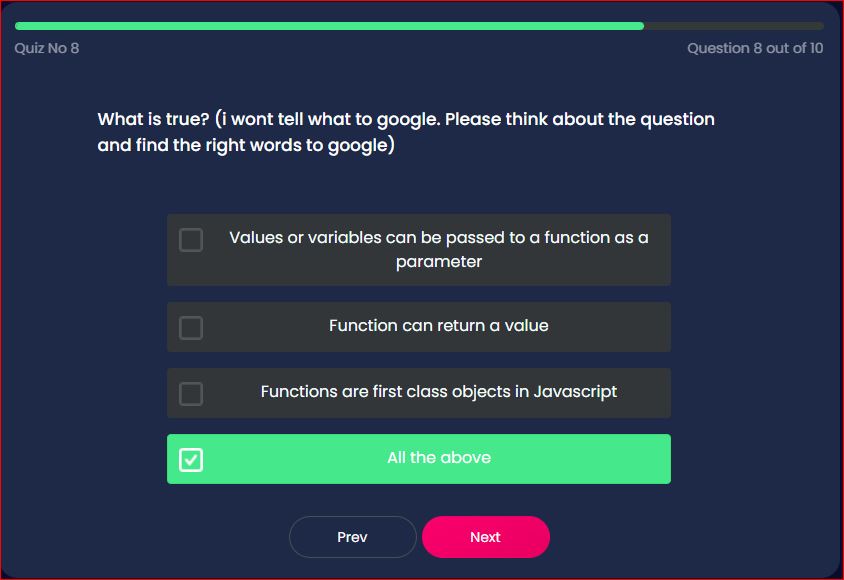 Quiz No 8
Question 8 out of 10
What is true? (i wont tell what to google. Please think about the question
and find the right words to google)
Values or variables can be passed to a function as a
parameter
Function can return a value
Functions are first class objects in Javascript
All the above
Prev
Next